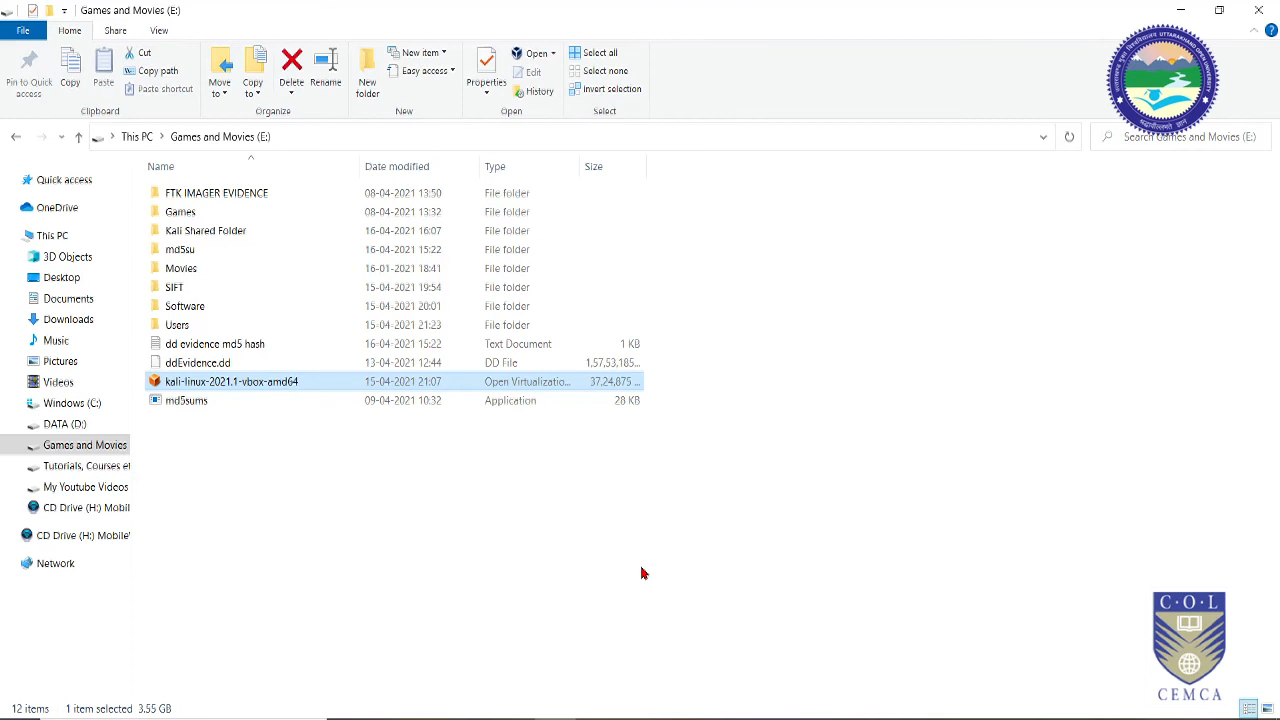 Games and Movies (E:)
File Home Share View
Pin to Quick access
Copy
Paste
Cut
Copy path
Paste shortcut
Clipboard
Move to
Copy to
Delete
Rename
Organize
New folder
New item
Easy access
New
Properties
Open
Edit
History
Open
Select all
Select none
Invert selection
Select
This PC Games and Movies (E:)
Search Games and Movies (E:)
Name Date modified Type Size
Quick access
OneDrive
This PC
3D Objects
Desktop
Documents
Downloads
Music
Pictures
Videos
Windows (C:)
DATA (D:)
Games and Movies
Tutorials, Courses et
My Youtube Videos
CD Drive (H:) Mobil
CD Drive (H:) Mobile'
Network
FTK IMAGER EVIDENCE 08-04-2021 13:50 File folder
Games 08-04-2021 13:32 File folder
Kali Shared Folder 16-04-2021 16:07 File folder
md5su 16-04-2021 15:22 File folder
Movies 16-01-2021 18:41 File folder
SIFT 15-04-2021 19:54 File folder
Software 15-04-2021 20:01 File folder
Users 15-04-2021 21:23 File folder
dd evidence md5 hash 16-04-2021 15:22 Text Document 1 KB
ddEvidence.dd 13-04-2021 12:44 DD File 1,57,53,185...
kali-linux-2021.1-vbox-amd64 15-04-2021 21:07 Open Virtualizatio... 37,24,875 ...
md5sums 09-04-2021 10:32 Application 28 KB
12 items 1 item selected 3.55 GB
C·O·L
CEMCA